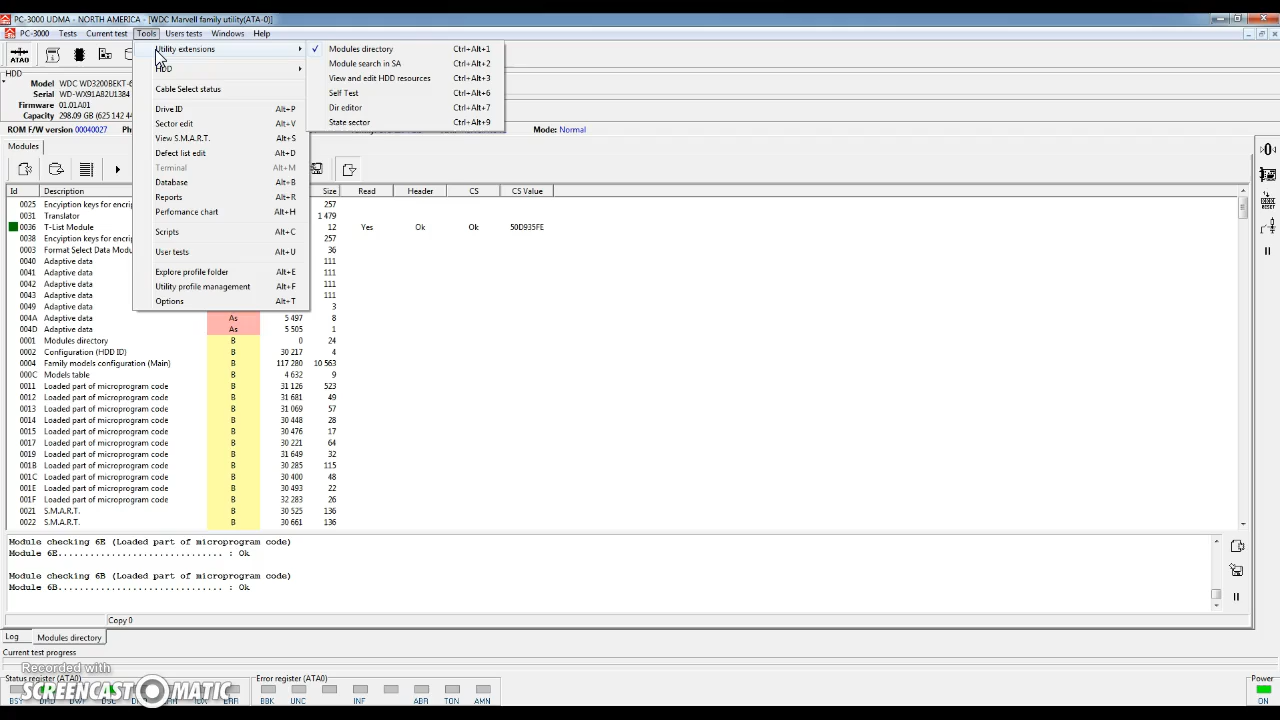 PC-3000 UDMA - NORTH AMERICA - [WDC Marvell family utility(ATA-0)]
PC-3000 Tests Current test Tools Users tests Windows Help
ATA0
HDD
Model WDC WD3200BEKT-6
Serial WD-WX91A82U1384
Firmware 01.01A01
Capacity 298.09 GB (625 142 44
ROM F/W version 00040027
Mode: Normal
Utility extensions
HDD
Cable Select status
Drive ID Alt+P
Sector edit Alt+V
View S.M.A.R.T. Alt+S
Defect list edit Alt+D
Terminal Alt+M
Database Alt+B
Reports Alt+R
Perfomance chart Alt+H
Scripts Alt+C
User tests Alt+U
Explore profile folder Alt+E
Utility profile management Alt+F
Options Alt+T
Modules directory Ctrl+Alt+1
Module search in SA Ctrl+Alt+2
View and edit HDD resources Ctrl+Alt+3
Self Test Ctrl+Alt+6
Dir editor Ctrl+Alt+7
State sector Ctrl+Alt+9
Modules
Id Description Size Read Header CS CS Value
0025 Encyiption keys for encrip 257
0031 Translator 1 479
0036 T-List Module 12 Yes Ok Ok 50D935FE
0038 Encyiption keys for encrip 257
0003 Format Select Data Modu 36
0040 Adaptive data 111
0041 Adaptive data 111
0042 Adaptive data 111
0043 Adaptive data 111
0049 Adaptive data 3
004A Adaptive data As 5 497 8
004D Adaptive data As 5 505 1
0001 Modules directory B 0 24
0002 Configuration (HDD ID) B 30 217 4
0004 Family models configuration (Main) B 117 280 10 563
000C Models table B 4 632 9
0011 Loaded part of microprogram code B 31 126 523
0012 Loaded part of microprogram code B 31 681 49
0013 Loaded part of microprogram code B 31 069 57
0014 Loaded part of microprogram code B 30 448 28
0015 Loaded part of microprogram code B 30 476 17
0017 Loaded part of microprogram code B 30 221 64
0019 Loaded part of microprogram code B 31 649 32
001B Loaded part of microprogram code B 30 285 115
001C Loaded part of microprogram code B 30 400 48
001E Loaded part of microprogram code B 30 493 22
001F Loaded part of microprogram code B 32 283 26
0021 S.M.A.R.T. B 30 525 136
0022 S.M.A.R.T. B 30 661 136
Module checking 6E (Loaded part of microprogram code)
Module 6E.............................. : Ok
Module checking 6B (Loaded part of microprogram code)
Module 6B.............................. : Ok
Copy 0
Log Modules directory
Current test progress
Recorded with
SCREENCAST MATIC
Status register (ATA0)
BSY
ERR
Error register (ATA0)
BBK UNC INF ABR TON AMN
Power
ON